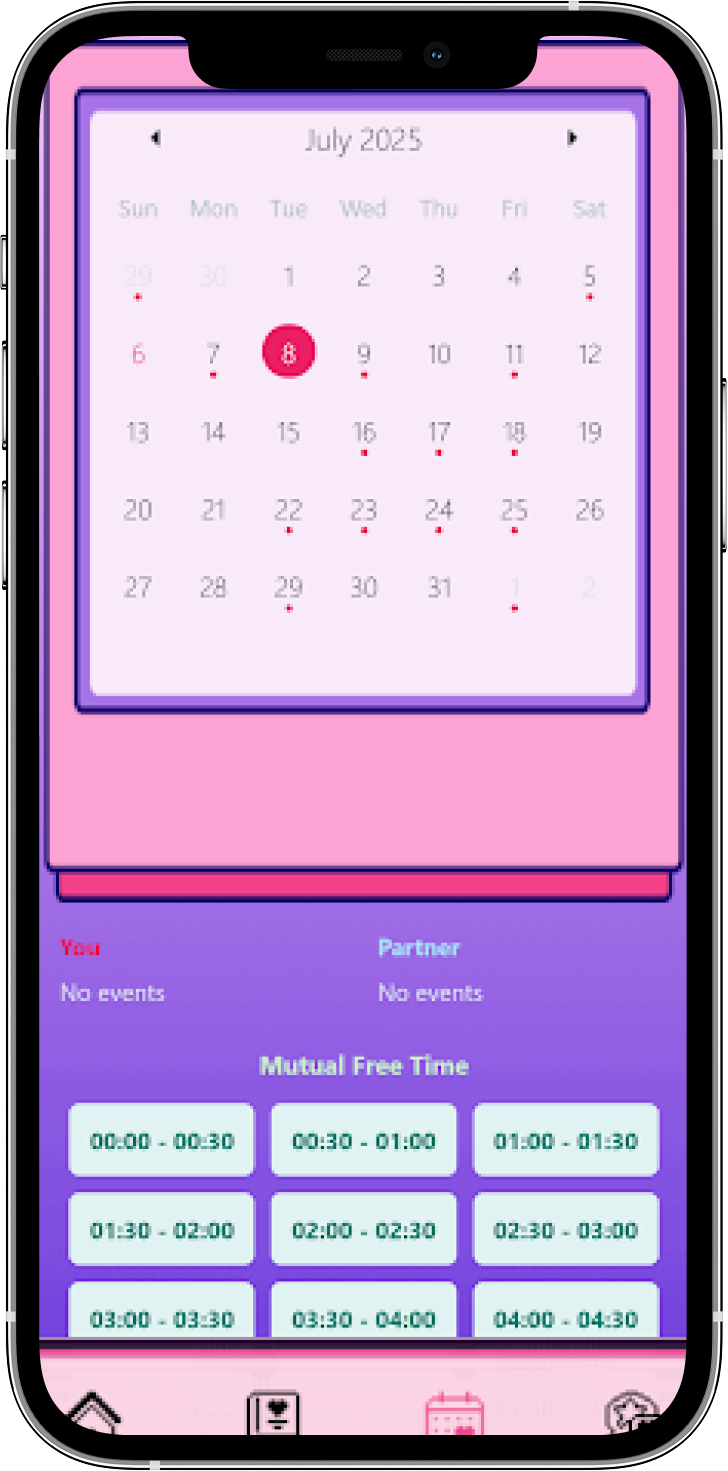 July 2025
Sun Mon Tue Wed Thu Fri Sat
29 30 1 2 3 4 5
6 7 8 9 10 11 12
13 14 15 16 17 18 19
20 21 22 23 24 25 26
27 28 29 30 31 1 2
You Partner
No events No events
Mutual Free Time
00:00 - 00:30 00:30 - 01:00 01:00 - 01:30
01:30 - 02:00 02:00 - 02:30 02:30 - 03:00
03:00 - 03:30 03:30 - 04:00 04:00 - 04:30